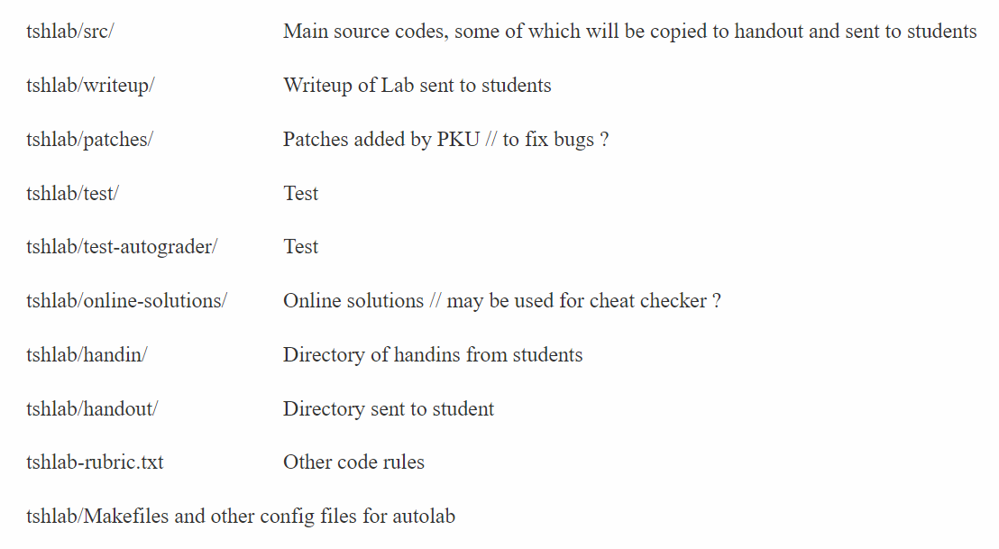 tshlab/src/ Main source codes, some of which will be copied to handout and sent to students
tshlab/writeup/ Writeup of Lab sent to students
tshlab/patches/ Patches added by PKU // to fix bugs ?
tshlab/test/ Test
tshlab/test-autograder/ Test
tshlab/online-solutions/ Online solutions // may be used for cheat checker ?
tshlab/handin/ Directory of handins from students
tshlab/handout/ Directory sent to student
tshlab-rubric.txt Other code rules
tshlab/Makefiles and other config files for autolab